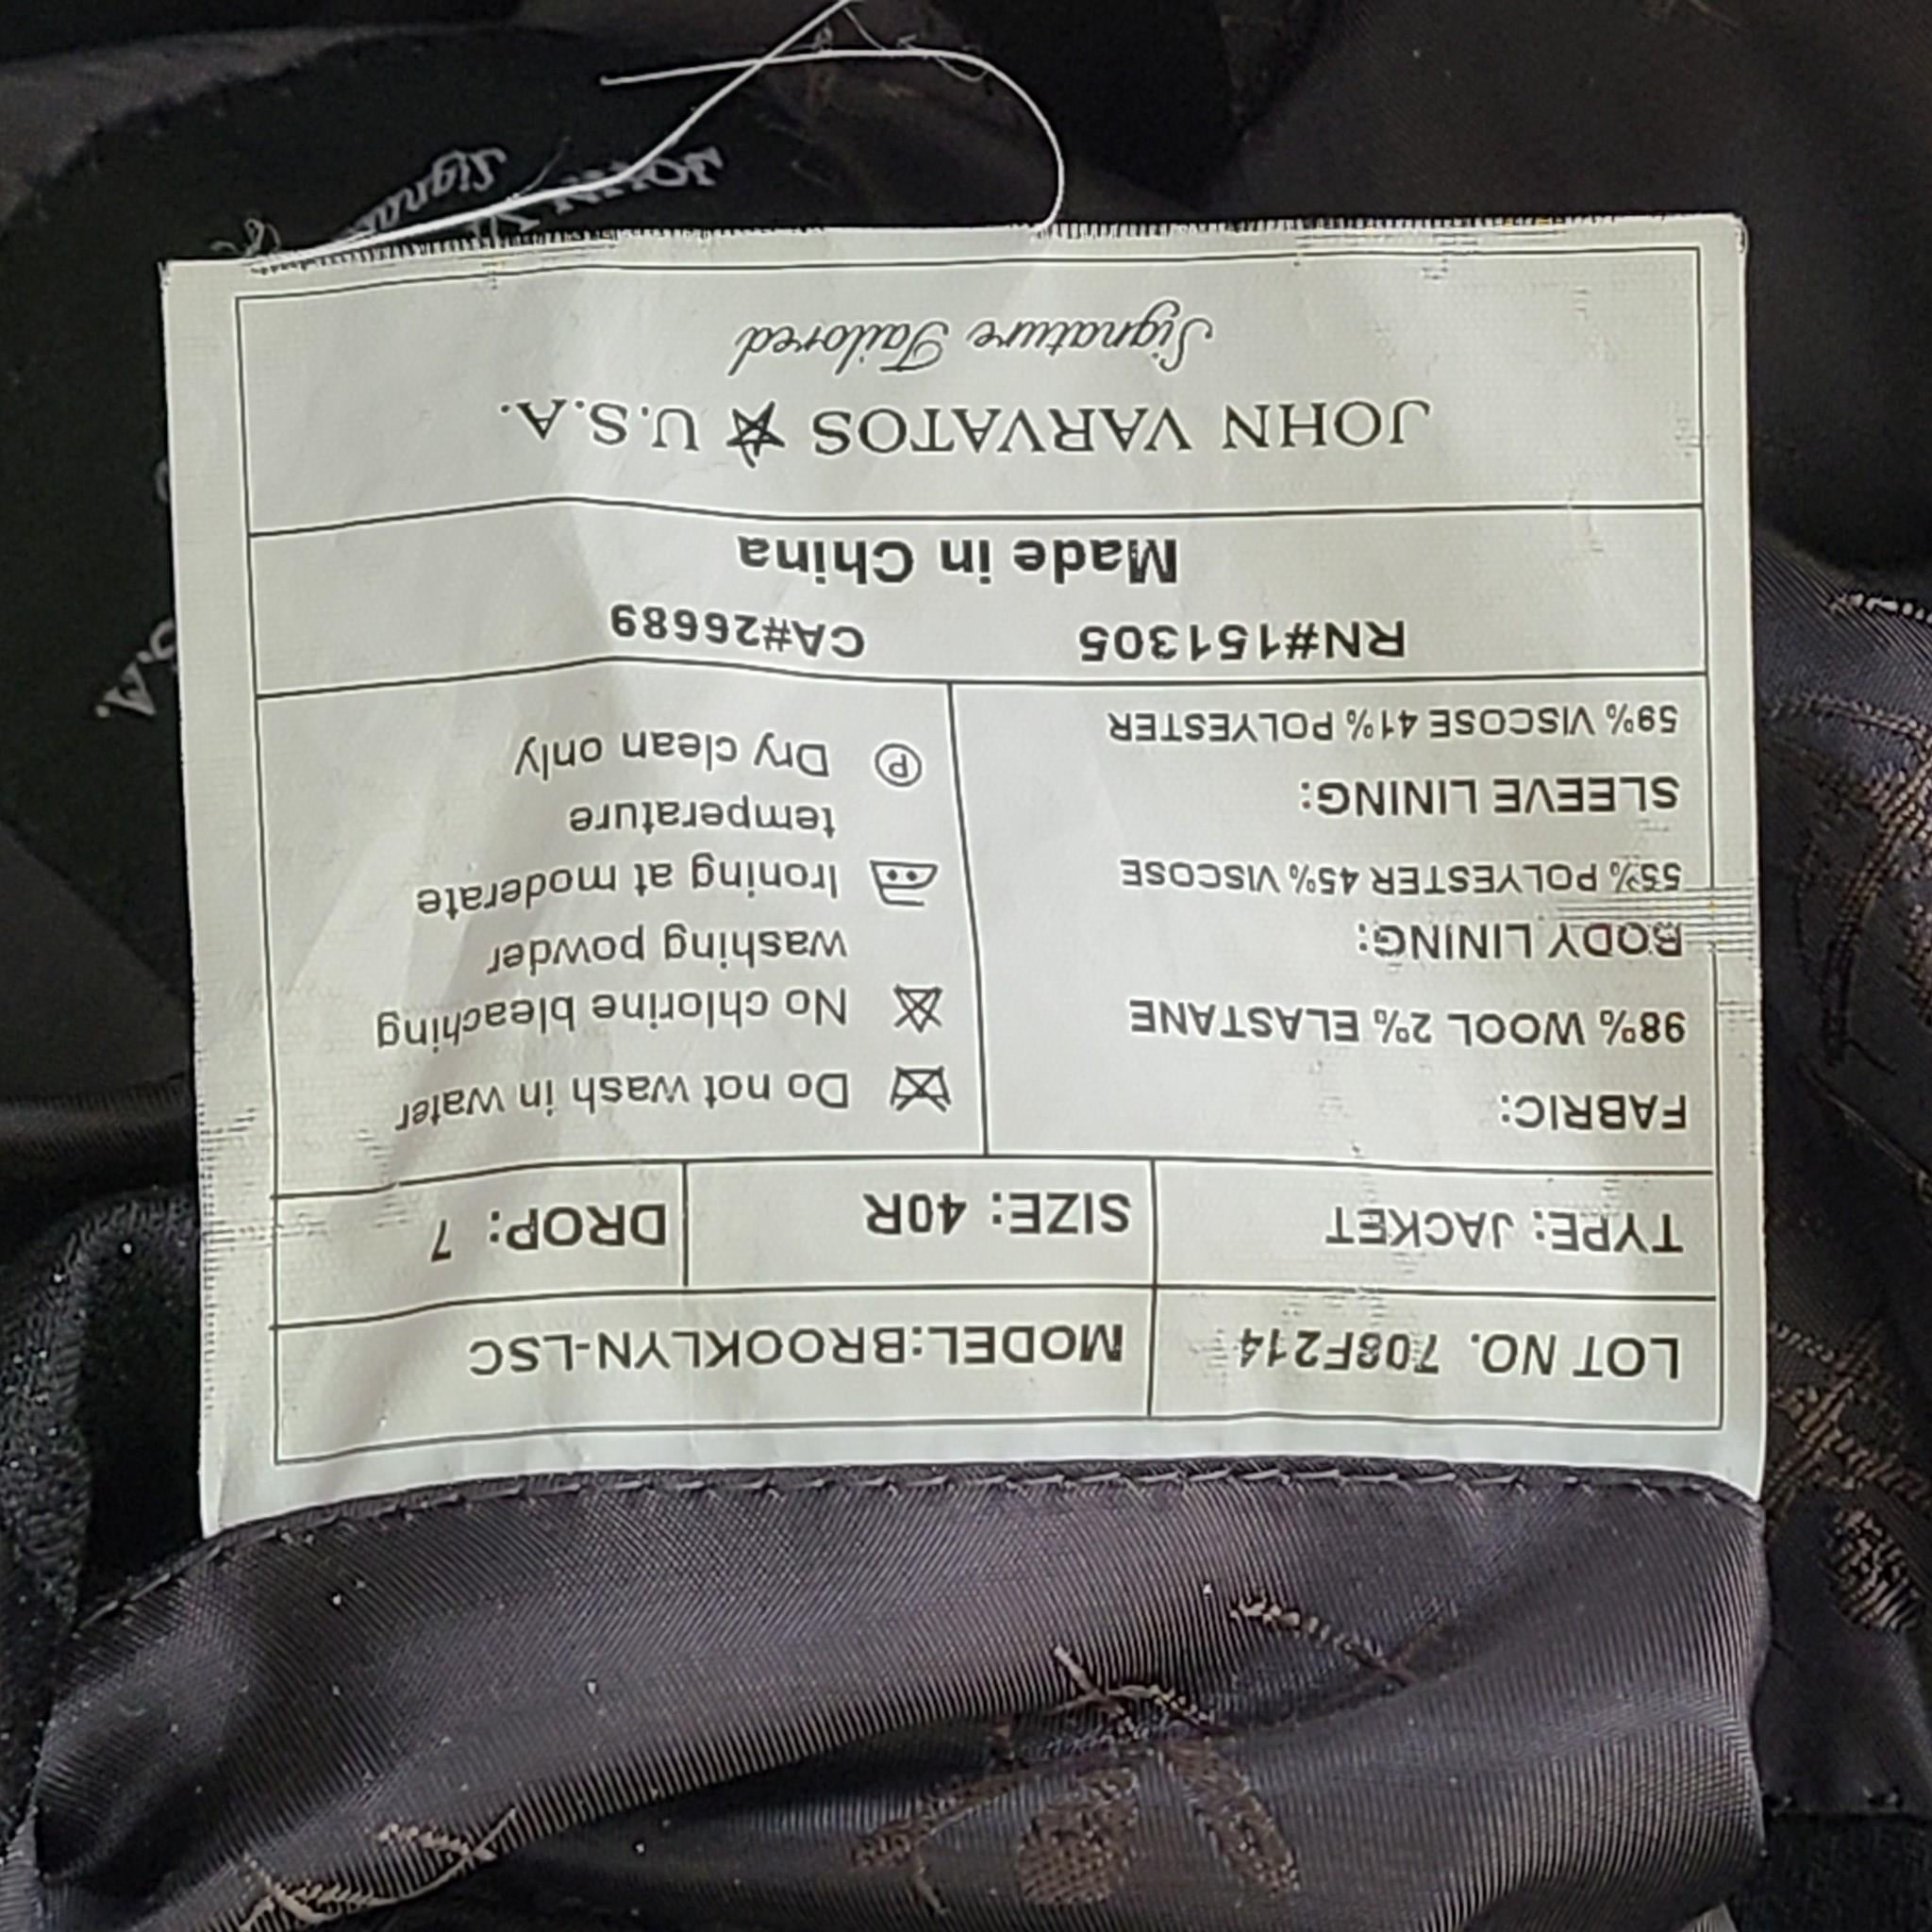 LOT NO. 708F214
MODEL:BROOKLYN-LSC
TYPE: JACKET
SIZE: 40R
DROP: 7
FABRIC:
98% WOOL 2% ELASTANE
BODY LINING:
55% POLYESTER 45% VISCOSE
SLEEVE LINING:
59% VISCOSE 41% POLYESTER
Do not wash in water
No chlorine bleaching
washing powder
Ironing at moderate
temperature
P Dry clean only
RN#151305 CA#26689
Made in China
JOHN VARVATOS ☆ U.S.A.
Signature Tailored
JOHN